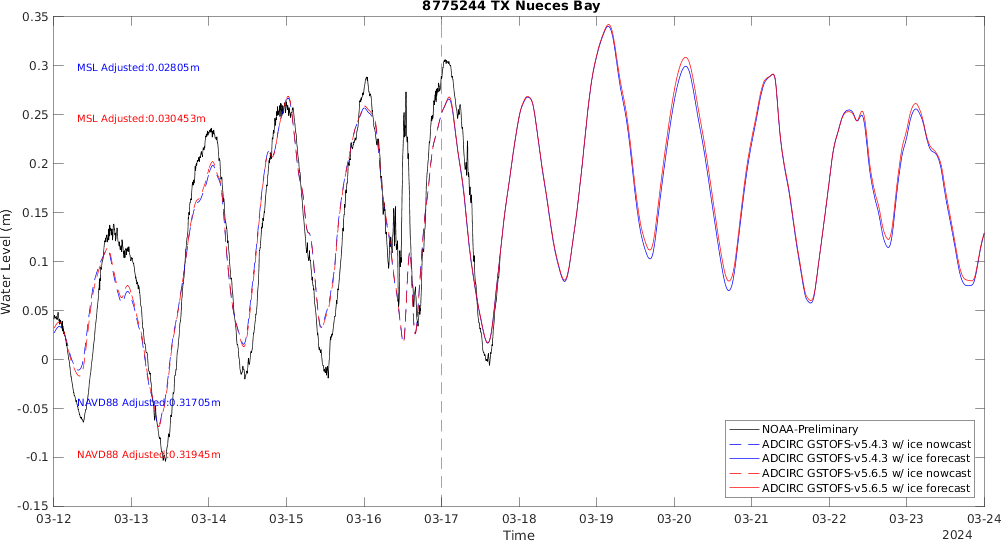 8775244 TX Nueces Bay
0.35
0.3
0.25
0.2
0.15
0.1
0.05
0
-0.05
-0.1
-0.15
Water Level (m)
MSL Adjusted:0.02805m
MSL Adjusted:0.030453m
NAVD88 Adjusted:0.31705m
NAVD88 Adjusted:0.31945m
NOAA-Preliminary
ADCIRC GSTOFS-v5.4.3 w/ ice nowcast
ADCIRC GSTOFS-v5.4.3 w/ ice forecast
ADCIRC GSTOFS-v5.6.5 w/ ice nowcast
ADCIRC GSTOFS-v5.6.5 w/ ice forecast
03-12 03-13 03-14 03-15 03-16 03-17 03-18 03-19 03-20 03-21 03-22 03-23 03-24
Time
2024